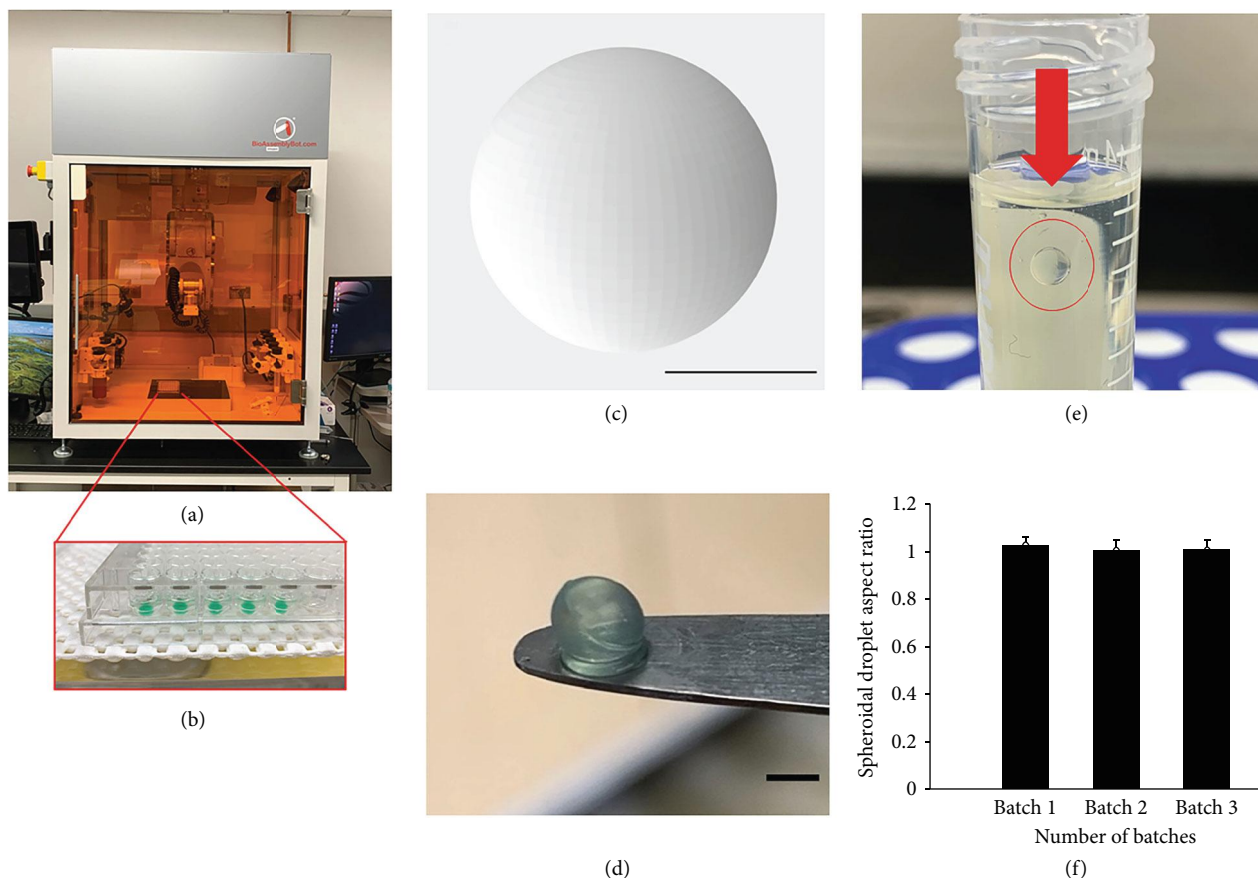 BioAssemblyBot.com
(a)
(b)
(c)
(d)
(e)
1.2
1
0.8
0.6
0.4
0.2
0
Spheroidal droplet aspect ratio
Batch 1 Batch 2 Batch 3
Number of batches
(f)